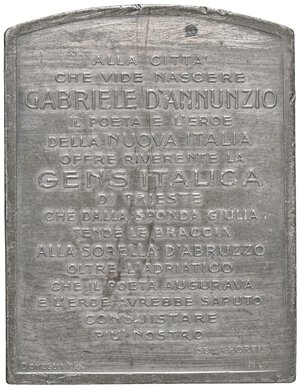 ALLA CITTA'
CHE VIDE NASCERE
GABRIELE D'ANNUNZIO
IL POETA E L'EROE
DELLA NUOVA ITALIA
OFFRE RIVERENTE LA
GENS ITALICA
DI TRIESTE
CHE DALLA SPONDA GIULIA
TENDE LE BRACCIA
ALLA SORELLA D'ABRUZZO
OLTRE L'ADRIATICO
CHE IL POETA AUGURAVA
E L'EROE AVREBBE SAPUTO
CONQUISTARE
PIU' NOSTRO